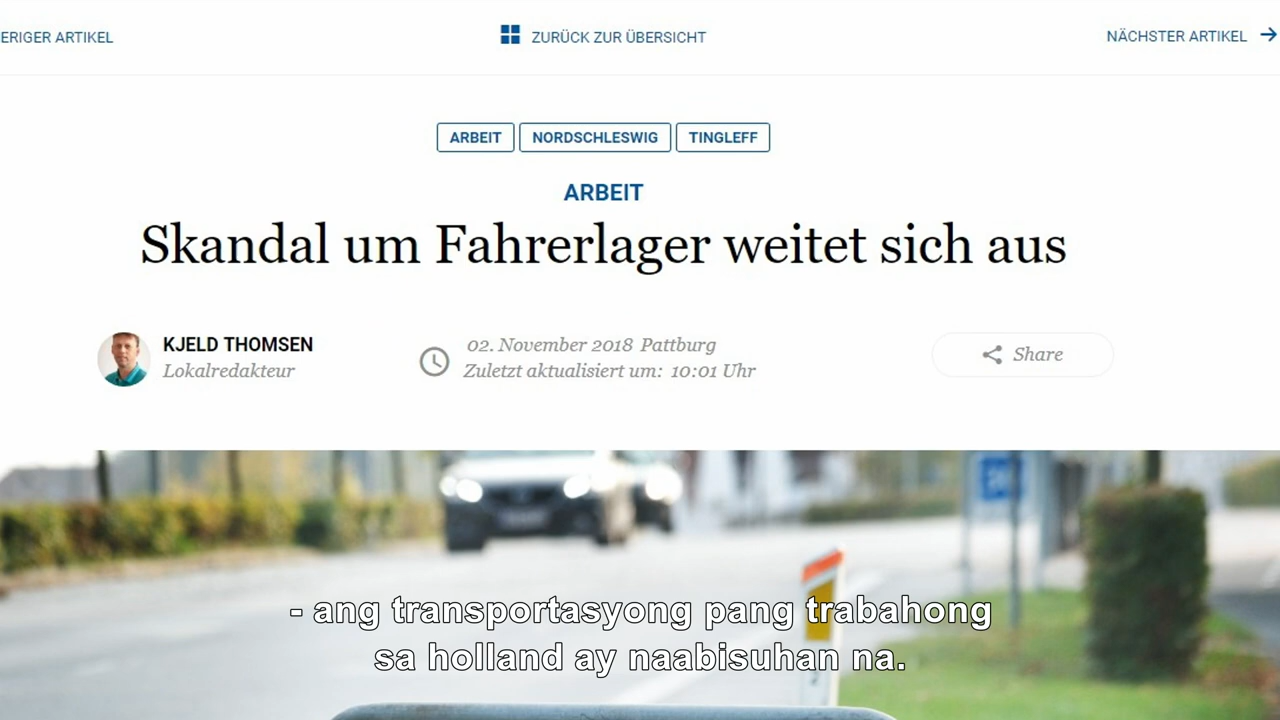 ERIGER ARTIKEL
ZURÜCK ZUR ÜBERSICHT
NÄCHSTER ARTIKEL
ARBEIT NORDSCHLESWIG TINGLEFF
ARBEIT
Skandal um Fahrerlager weitet sich aus
KJELD THOMSEN
Lokalredakteur
02. November 2018 Pattburg
Zuletzt aktualisiert um: 10:01 Uhr
Share
- ang transportasyong pang trabahong
sa holland ay naabisuhan na.